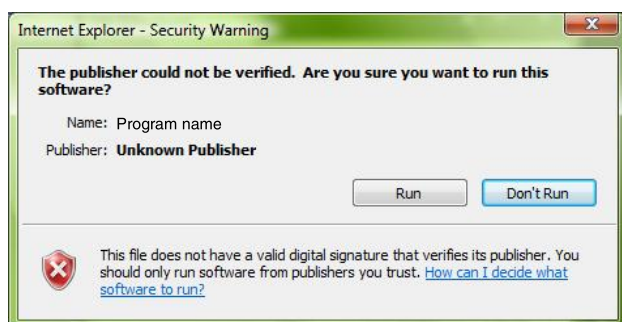 Internet Explorer - Security Warning
The publisher could not be verified. Are you sure you want to run this
software?
Name: Program name
Publisher: Unknown Publisher
Run Don't Run
This file does not have a valid digital signature that verifies its publisher. You
should only run software from publishers you trust. How can I decide what
software to run?